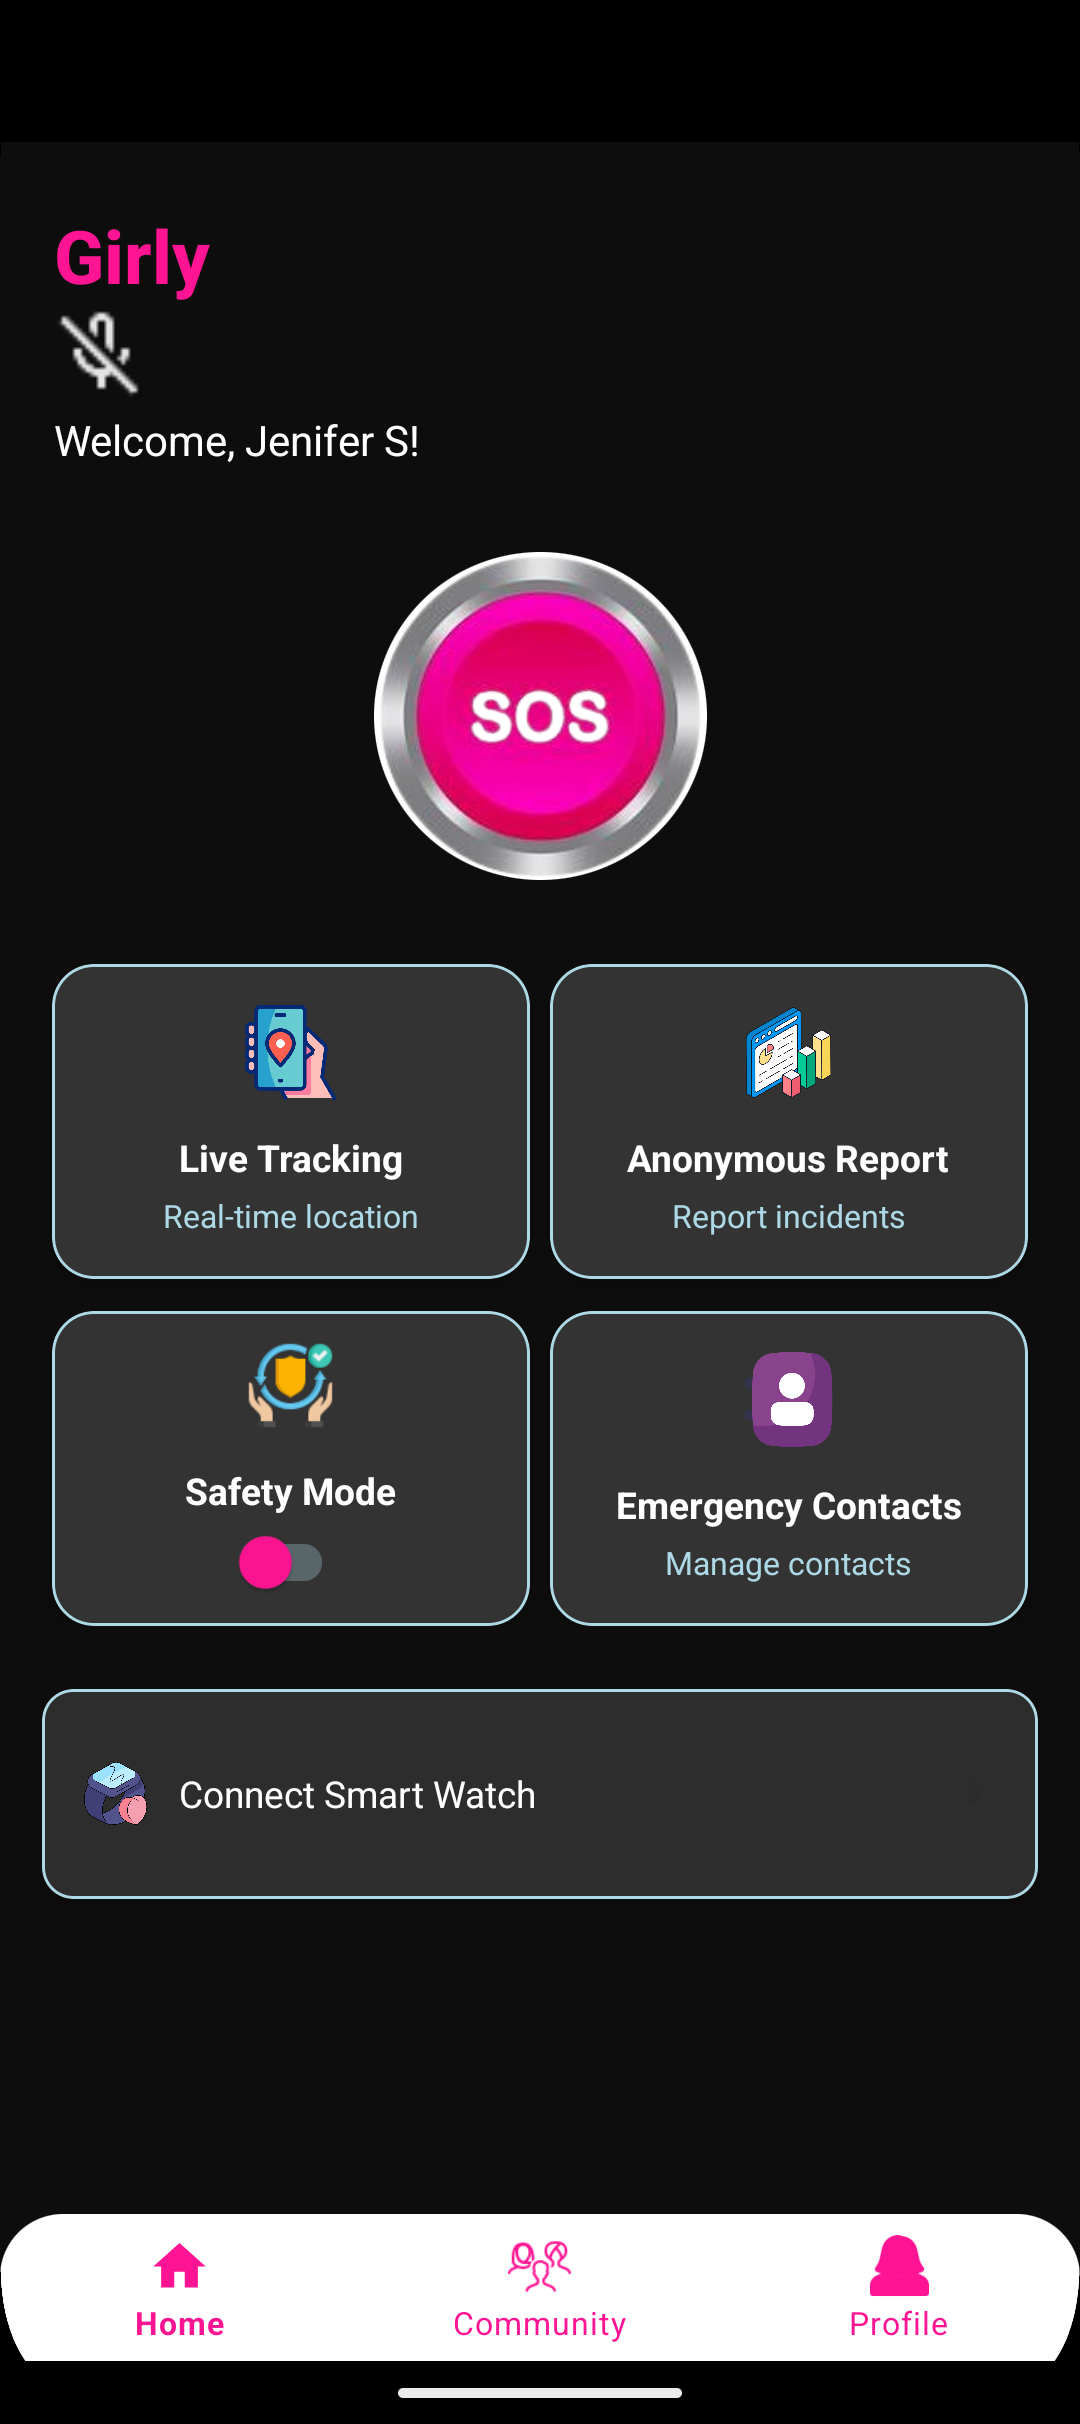 Girly
Welcome, Jenifer S!
SOS
Live Tracking
Real-time location
Anonymous Report
Report incidents
Safety Mode
Emergency Contacts
Manage contacts
Connect Smart Watch
Home
Community
Profile